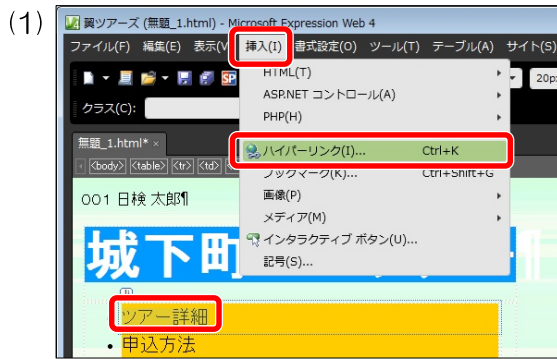 (1)
翼ツアーズ (無題_1.html) - Microsoft Expression Web 4
ファイル(F) 編集(E) 表示(V 挿入(I) 書式設定(O) ツール(T) テーブル(A) サイト(S)
HTML(T)
20p
ASP.NET コントロール(A)
クラス(C):
PHP(H)
無題_1.html* ×
ハイパーリンク(I)... Ctrl+K
<body> <table> <tr> <td>
ブックマーク(K)... Ctrl+Shift+G
001 日検 太郎¶
画像(P)
メディア(M)
インタラクティブ ボタン(U)...
城下町
記号(S)...
ツアー詳細
• 申込方法